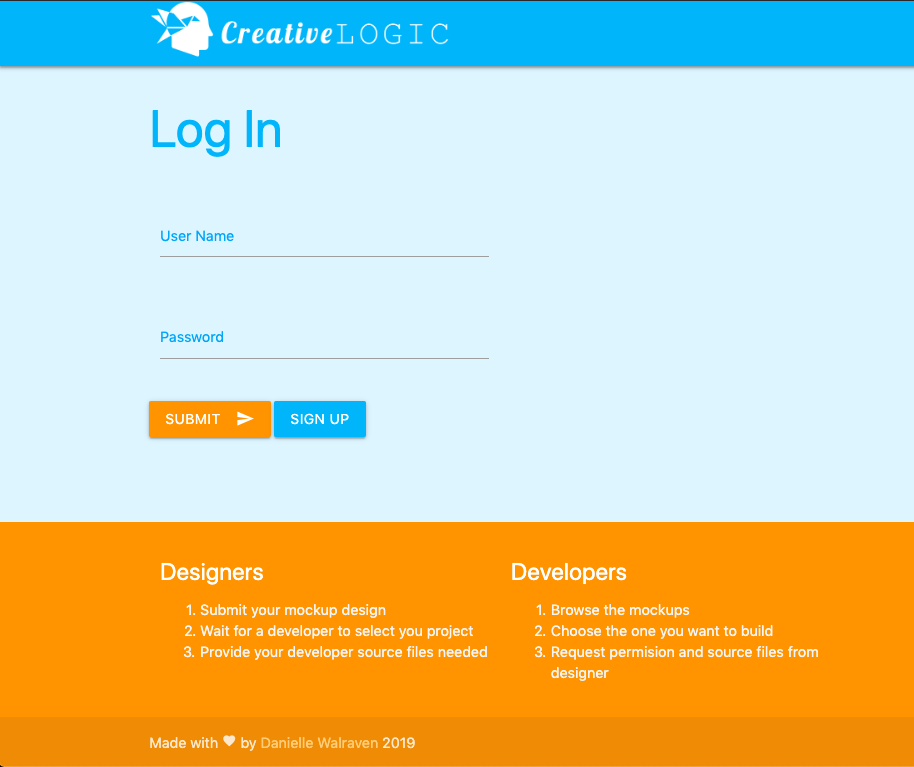 Creative LOGIC
Log In
User Name
Password
SUBMIT
SIGN UP
Designers
1. Submit your mockup design
2. Wait for a developer to select you project
3. Provide your developer source files needed
Developers
1. Browse the mockups
2. Choose the one you want to build
3. Request permision and source files from
designer
Made with ♥ by Danielle Walraven 2019